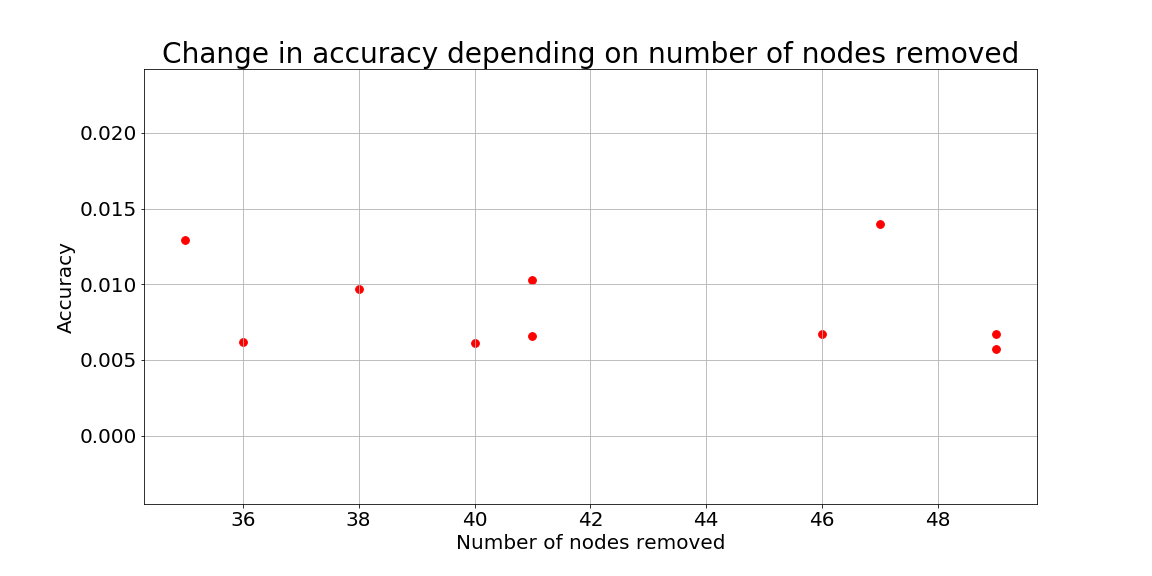 Change in accuracy depending on number of nodes removed
0.020
0.015
0.010
0.005
0.000
Accuracy
36 38 40 42 44 46 48
Number of nodes removed